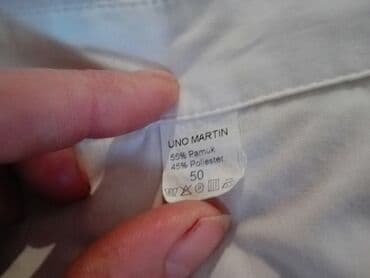 UNO MARTIN
55% Pamuk
45% Poliester
50